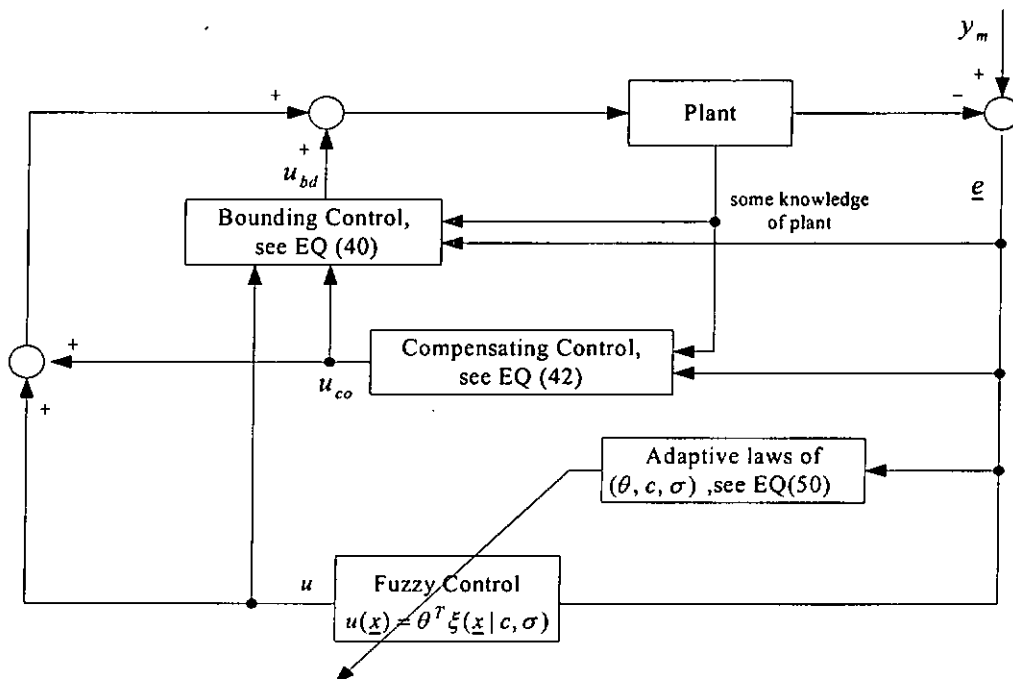 y_m
+
+
−
Plant
+
u_bd
e
some knowledge
of plant
Bounding Control,
see EQ (40)
+
Compensating Control,
see EQ (42)
u_co
+
Adaptive laws of
(θ, c, σ) ,see EQ(50)
u
Fuzzy Control
u(x) = θ^T ξ(x | c, σ)